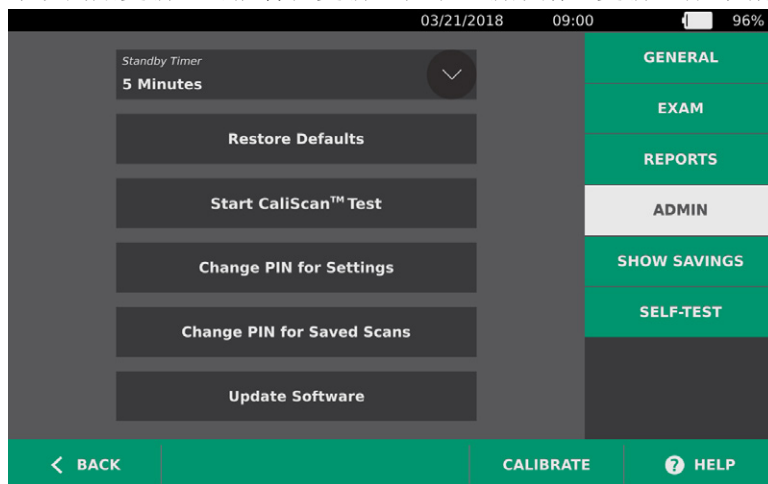 03/21/2018 09:00 96%
Standby Timer
5 Minutes
Restore Defaults
Start CaliScan™ Test
Change PIN for Settings
Change PIN for Saved Scans
Update Software
GENERAL
EXAM
REPORTS
ADMIN
SHOW SAVINGS
SELF-TEST
BACK
CALIBRATE
? HELP